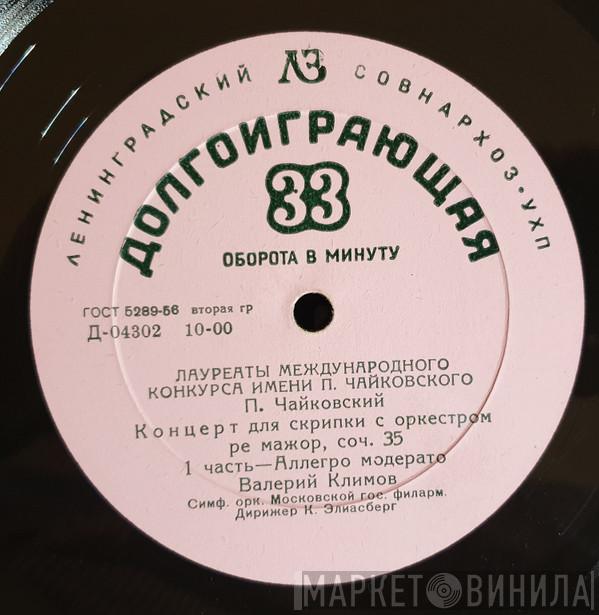 ЛЕНИНГРАДСКИЙ ЛЗ СОВНАРХОЗ·УХП
ДОЛГОИГРАЮЩАЯ
33
ОБОРОТА В МИНУТУ
ГОСТ 5289-56 вторая гр
Д-04302 10-00
ЛАУРЕАТЫ МЕЖДУНАРОДНОГО
КОНКУРСА ИМЕНИ П. ЧАЙКОВСКОГО
П. Чайковский
Концерт для скрипки с оркестром
ре мажор, соч. 35
1 часть—Аллегро модерато
Валерий Климов
Симф. орк. Московской гос. филарм.
Дирижер К. Элиасберг
МАРКЕТ ВИНИЛА